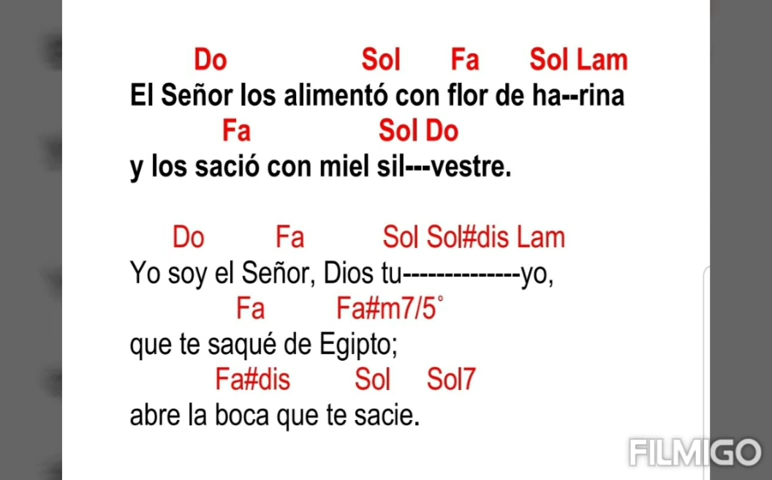 Do Sol Fa Sol Lam
El Señor los alimentó con flor de ha--rina
Fa Sol Do
y los sació con miel sil---vestre.
Do Fa Sol Sol#dis Lam
Yo soy el Señor, Dios tu--------------yo,
Fa Fa#m7/5°
que te saqué de Egipto;
Fa#dis Sol Sol7
abre la boca que te sacie.
FILMIGO